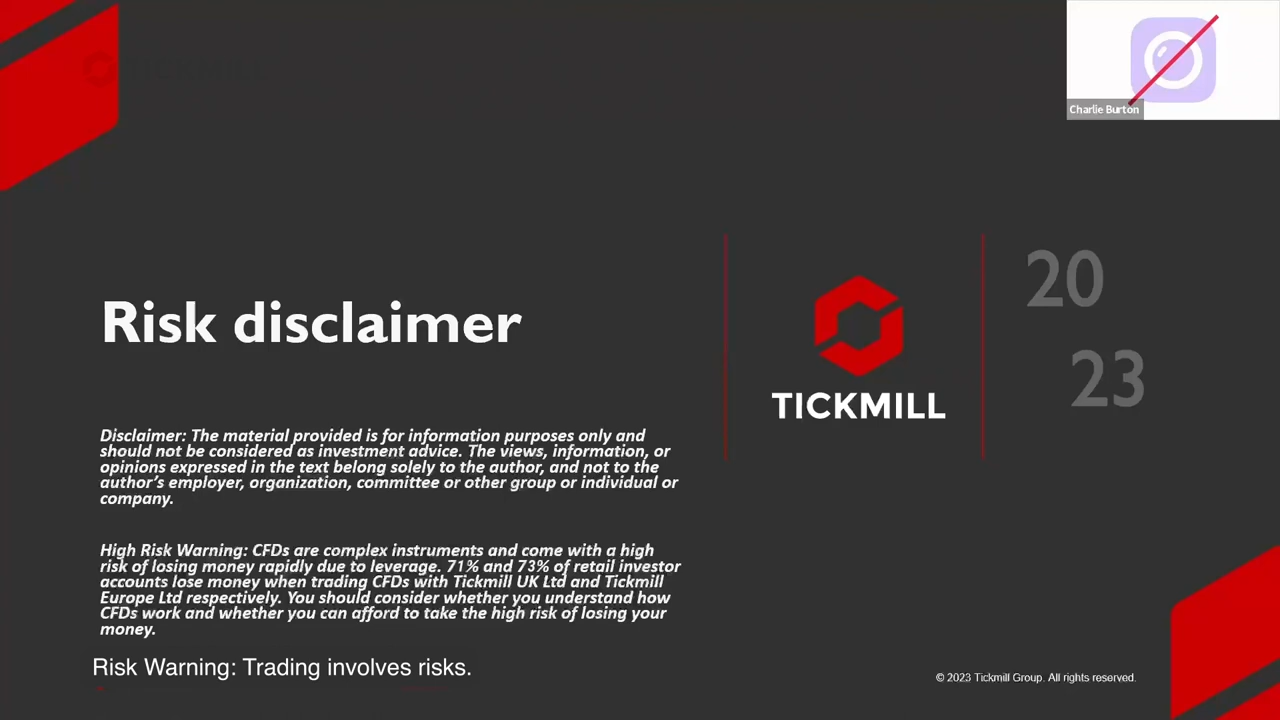 Charlie Burton
20
23
Risk disclaimer
TICKMILL
Disclaimer: The material provided is for information purposes only and
should not be considered as investment advice. The views, information, or
opinions expressed in the text belong solely to the author, and not to the
author's employer, organization, committee or other group or individual or
company.
High Risk Warning: CFDs are complex instruments and come with a high
risk of losing money rapidly due to leverage. 71% and 73% of retail investor
accounts lose money when trading CFDs with Tickmill UK Ltd and Tickmill
Europe Ltd respectively. You should consider whether you understand how
CFDs work and whether you can afford to take the high risk of losing your
money.
Risk Warning: Trading involves risks.
© 2023 Tickmill Group. All rights reserved.